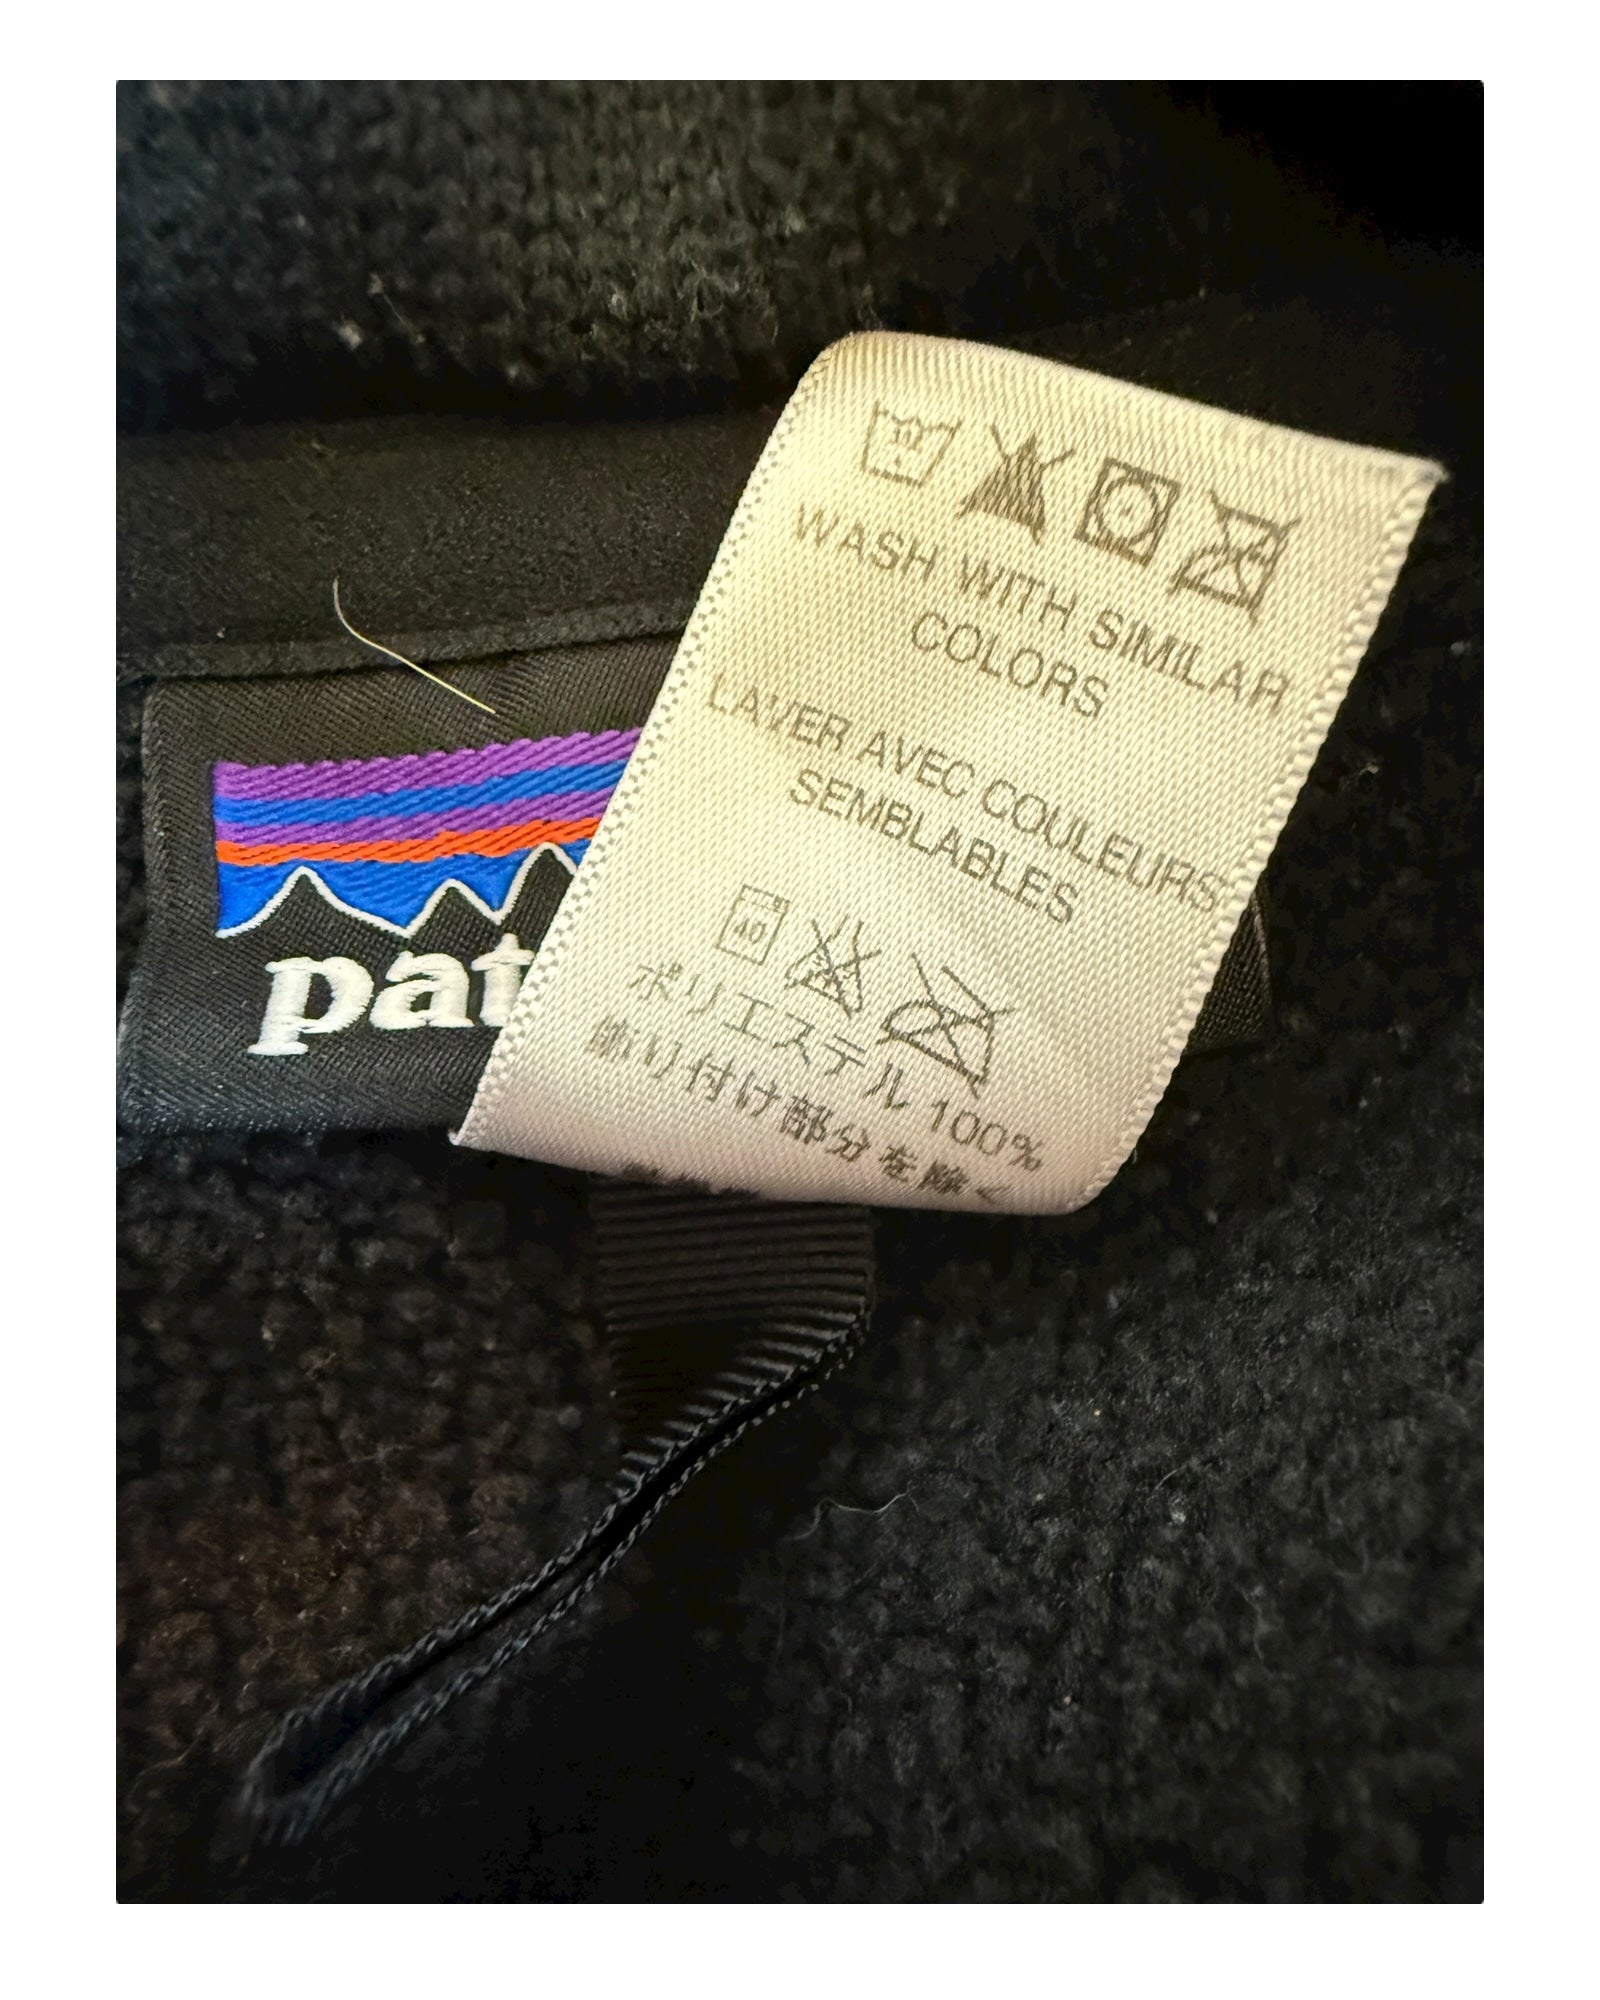 WASH WITH SIMILAR
COLORS
LAVER AVEC COULEURS
SEMBLABLES
40
ポリエステル 100%
飾り付け部分を除く
pat